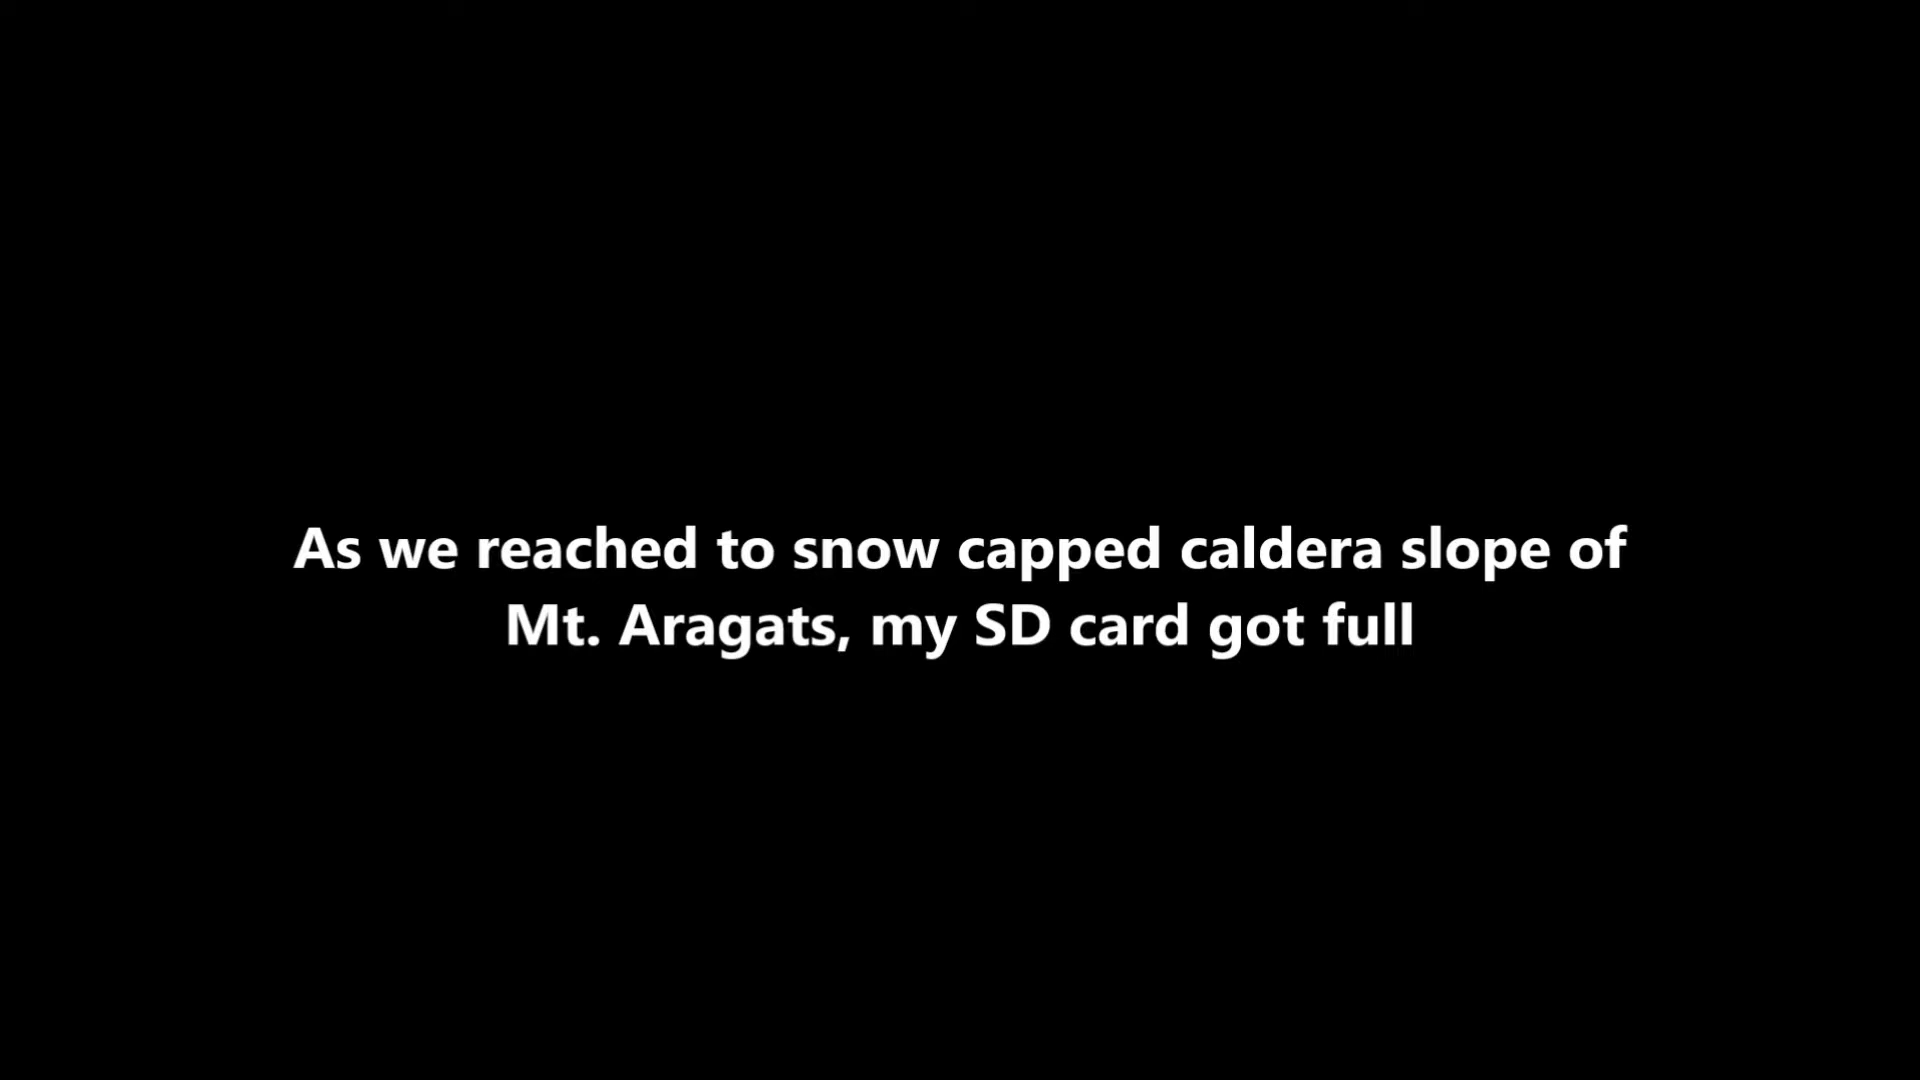 As we reached to snow capped caldera slope of
Mt. Aragats, my SD card got full